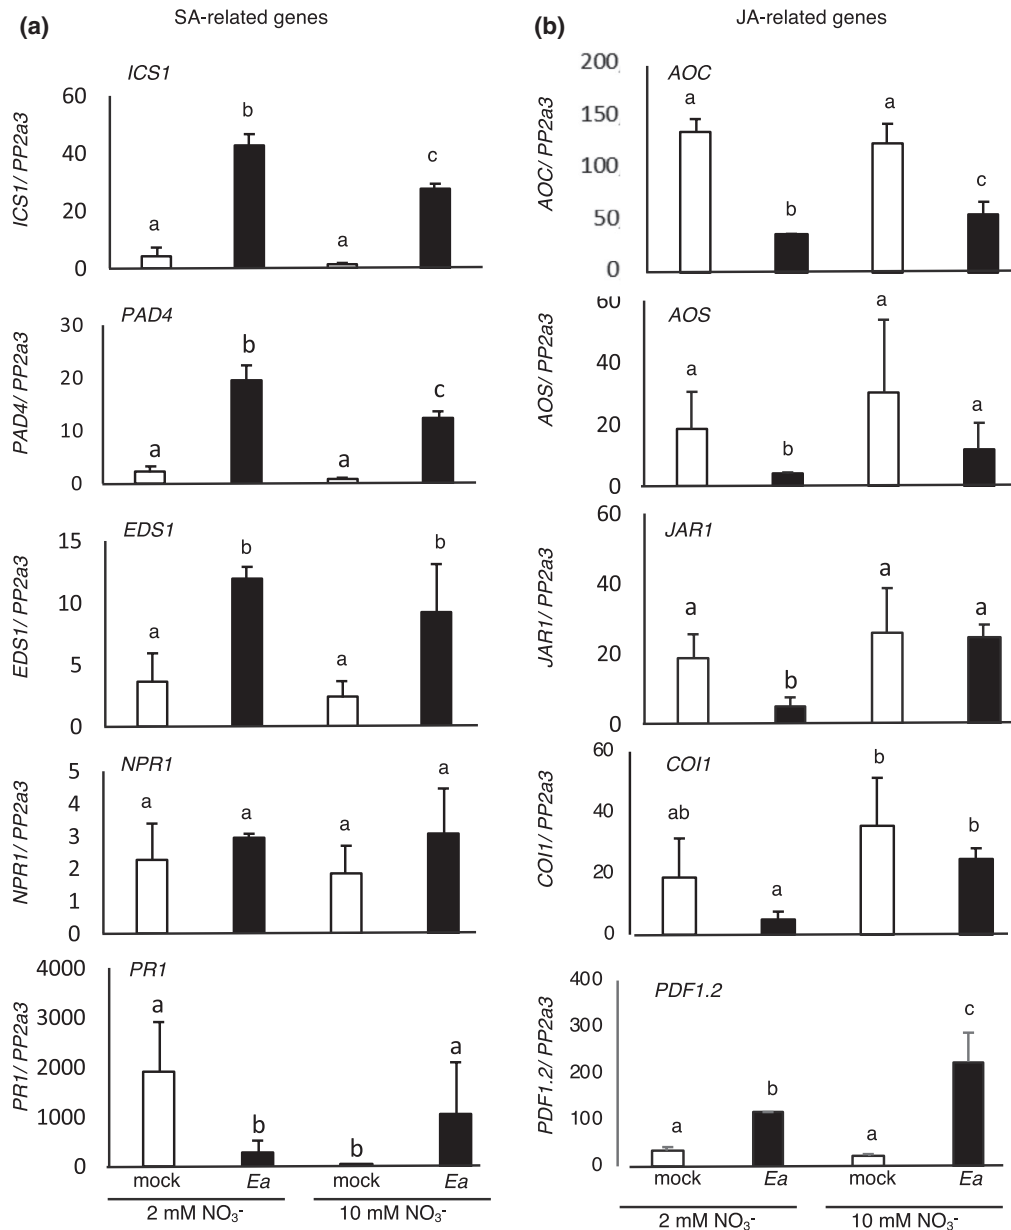 (a)
SA-related genes
ICS1
ICS1/ PP2a3
60
40
20
0
a
b
a
c
PAD4
PAD4/ PP2a3
30
20
10
0
a
b
a
c
EDS1
EDS1/ PP2a3
15
10
5
0
a
b
a
b
NPR1
NPR1/ PP2a3
5
4
3
2
1
0
a
a
a
a
PR1
PR1/ PP2a3
4000
3000
2000
1000
0
a
b
b
a
mock
Ea
mock
Ea
2 mM NO₃-
10 mM NO₃-
(b)
JA-related genes
AOC
AOC/ PP2a3
200
150
100
50
0
a
b
a
c
AOS
AOS/ PP2a3
60
40
20
0
a
b
a
a
JAR1
JAR1/ PP2a3
60
40
20
0
a
b
a
a
COI1
COI1/ PP2a3
60
40
20
0
ab
a
b
b
PDF1.2
PDF1.2/ PP2a3
400
300
200
100
0
a
b
a
c
mock
Ea
mock
Ea
2 mM NO₃-
10 mM NO₃-